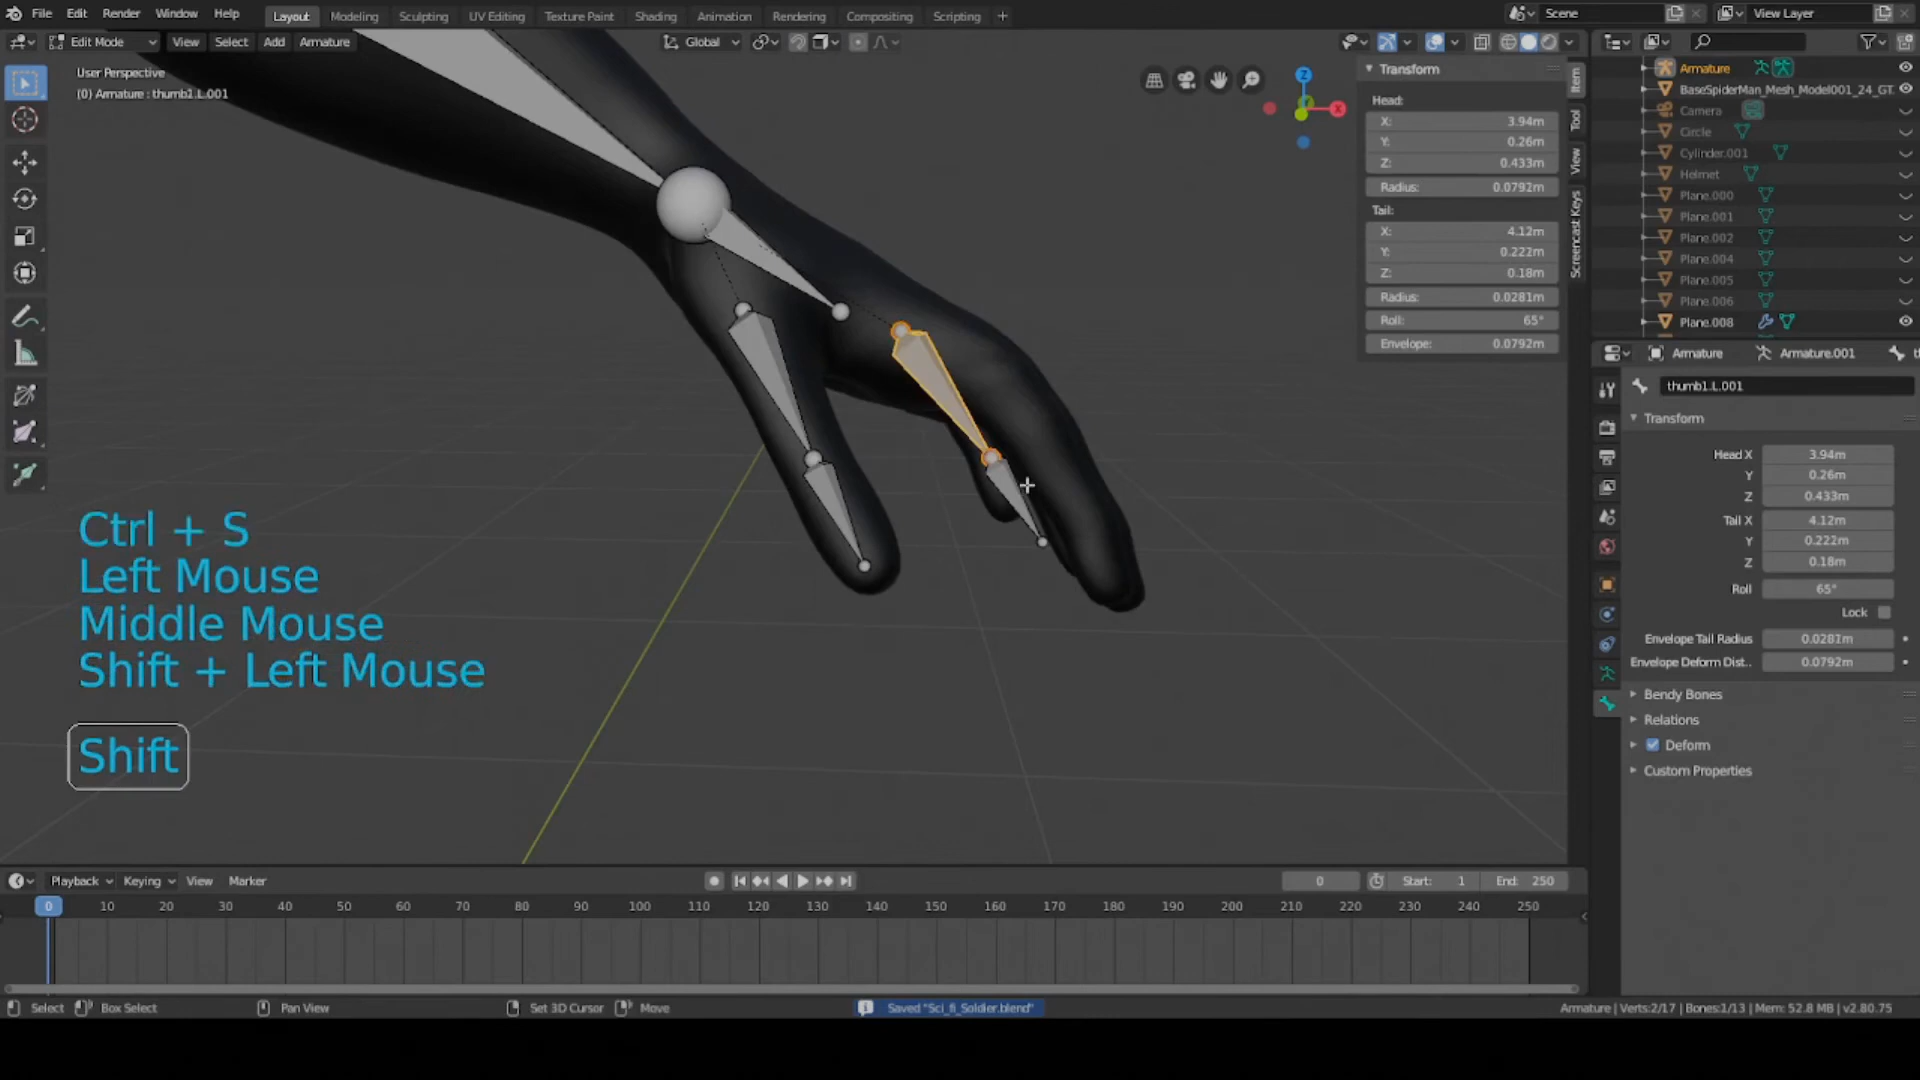 File Edit Render Window Help Layout Modeling Sculpting UV Editing Texture Paint Shading Animation Rendering Compositing Scripting + Scene View Layer
Edit Mode View Select Add Armature Global
User Perspective
(0) Armature : thumb1.L.001
Transform
Head:
X: 3.94m
Y: 0.26m
Z: 0.433m
Radius: 0.0792m
Tail:
X: 4.12m
Y: 0.222m
Z: 0.18m
Radius: 0.0281m
Roll: 65°
Envelope: 0.0792m
Item
Tool
View
Screencast Keys
Z
X
Armature
BaseSpiderMan_Mesh_Model001_24_GT
Camera
Circle
Cylinder.001
Helmet
Plane.000
Plane.001
Plane.002
Plane.004
Plane.005
Plane.006
Plane.008
Armature Armature.001
thumb1.L.001
Transform
Head X 3.94m
Y 0.26m
Z 0.433m
Tail X 4.12m
Y 0.222m
Z 0.18m
Roll 65°
Lock
Envelope Tail Radius 0.0281m
Envelope Deform Dist.. 0.0792m
Bendy Bones
Relations
Deform
Custom Properties
Ctrl + S
Left Mouse
Middle Mouse
Shift + Left Mouse
Shift
Playback Keying View Marker 0 Start: 1 End: 250
0 10 20 30 40 50 60 70 80 90 100 110 120 130 140 150 160 170 180 190 200 210 220 230 240 250
Select Box Select Pan View Set 3D Cursor Move Saved "Sci_fi_Soldier.blend" Armature | Verts:2/17 | Bones:1/13 | Mem: 52.8 MB | v2.80.75